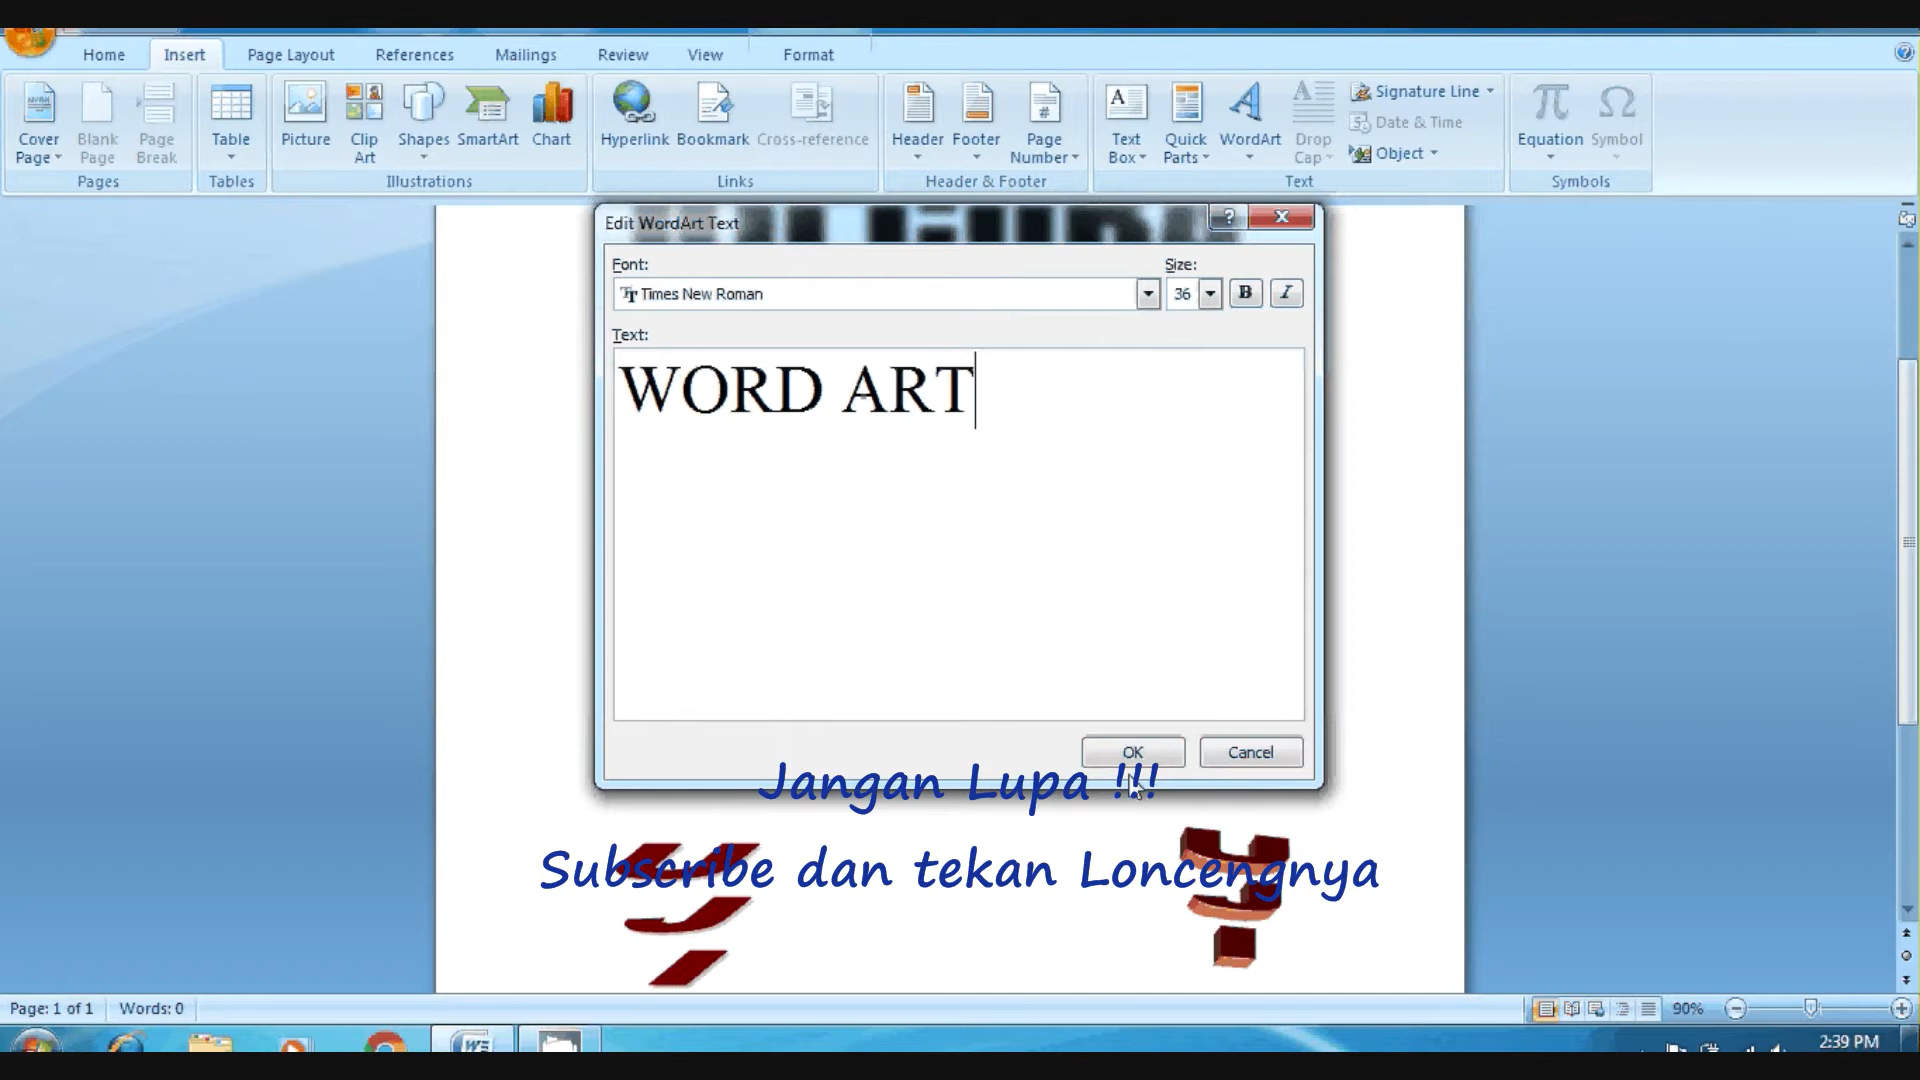 Home Insert Page Layout References Mailings Review View Format
Cover Page Blank Page Page Break
Pages
Table
Tables
Picture Clip Art Shapes SmartArt Chart
Illustrations
Hyperlink Bookmark Cross-reference
Links
Header Footer Page Number
Header & Footer
Text Box Quick Parts WordArt Drop Cap
Signature Line
Date & Time
Object
Text
Equation Symbol
Symbols
Edit WordArt Text
Font: Size:
Times New Roman 36 B I
Text:
WORD ART
OK Cancel
Jangan Lupa !!!
Subscribe dan tekan Loncengnya
Page: 1 of 1 Words: 0 90%
2:39 PM